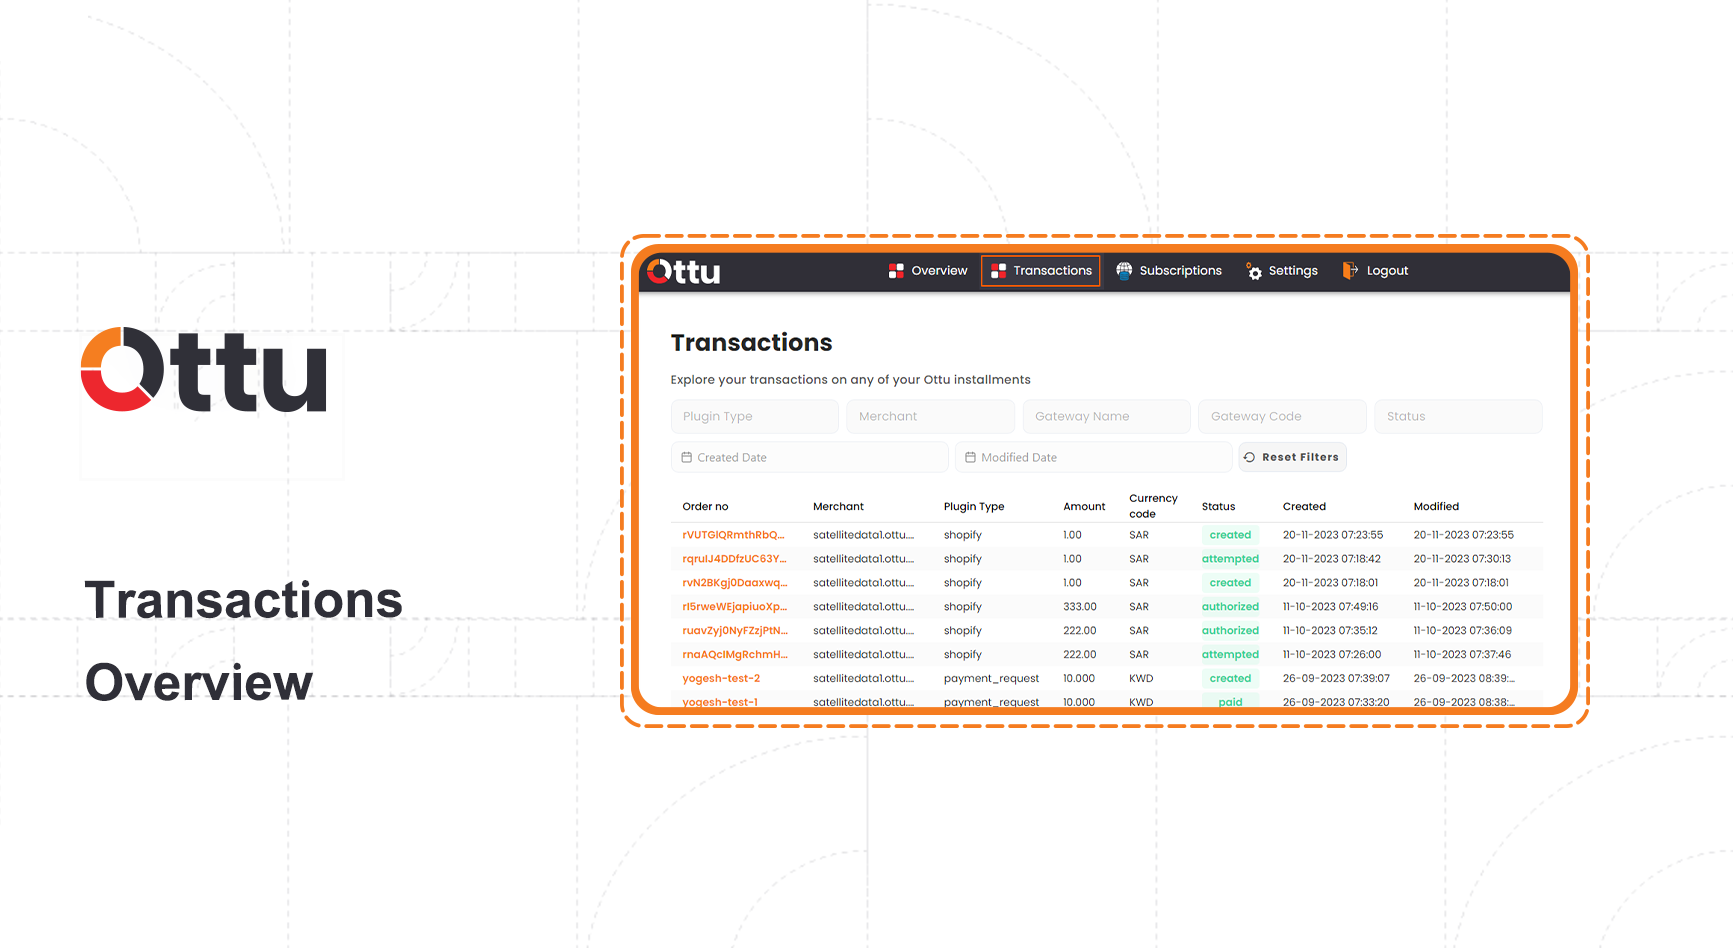 Ottu
Transactions
Overview
Ottu
Overview Transactions Subscriptions Settings Logout
Transactions
Explore your transactions on any of your Ottu installments
Plugin Type Merchant Gateway Name Gateway Code Status
Created Date Modified Date Reset Filters
Order no Merchant Plugin Type Amount Currency code Status Created Modified
rVUTGlQRmthRbQ... satellitedata1.ottu.... shopify 1.00 SAR created 20-11-2023 07:23:55 20-11-2023 07:23:55
rqruIJ4DDfzUC63Y... satellitedata1.ottu.... shopify 1.00 SAR attempted 20-11-2023 07:18:42 20-11-2023 07:30:13
rvN2BKgj0Daaxwq... satellitedata1.ottu.... shopify 1.00 SAR created 20-11-2023 07:18:01 20-11-2023 07:18:01
rI5rweWEjapiuoXp... satellitedata1.ottu.... shopify 333.00 SAR authorized 11-10-2023 07:49:16 11-10-2023 07:50:00
ruavZyj0NyFZzjPtN... satellitedata1.ottu.... shopify 222.00 SAR authorized 11-10-2023 07:35:12 11-10-2023 07:36:09
rnaAQclMgRchmH... satellitedata1.ottu.... shopify 222.00 SAR attempted 11-10-2023 07:26:00 11-10-2023 07:37:46
yogesh-test-2 satellitedata1.ottu.... payment_request 10.000 KWD created 26-09-2023 07:39:07 26-09-2023 08:39:...
yogesh-test-1 satellitedata1.ottu.... payment_request 10.000 KWD paid 26-09-2023 07:33:20 26-09-2023 08:38:...